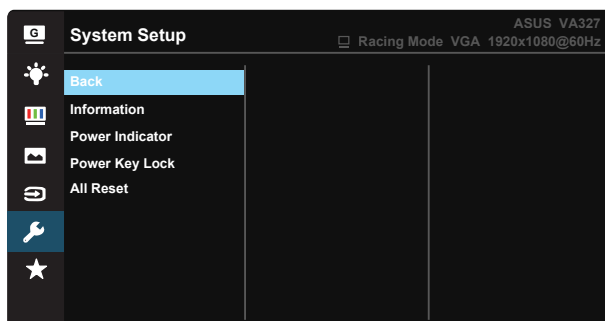 G
System Setup
ASUS VA327
Racing Mode VGA 1920x1080@60Hz
Back
Information
Power Indicator
Power Key Lock
All Reset